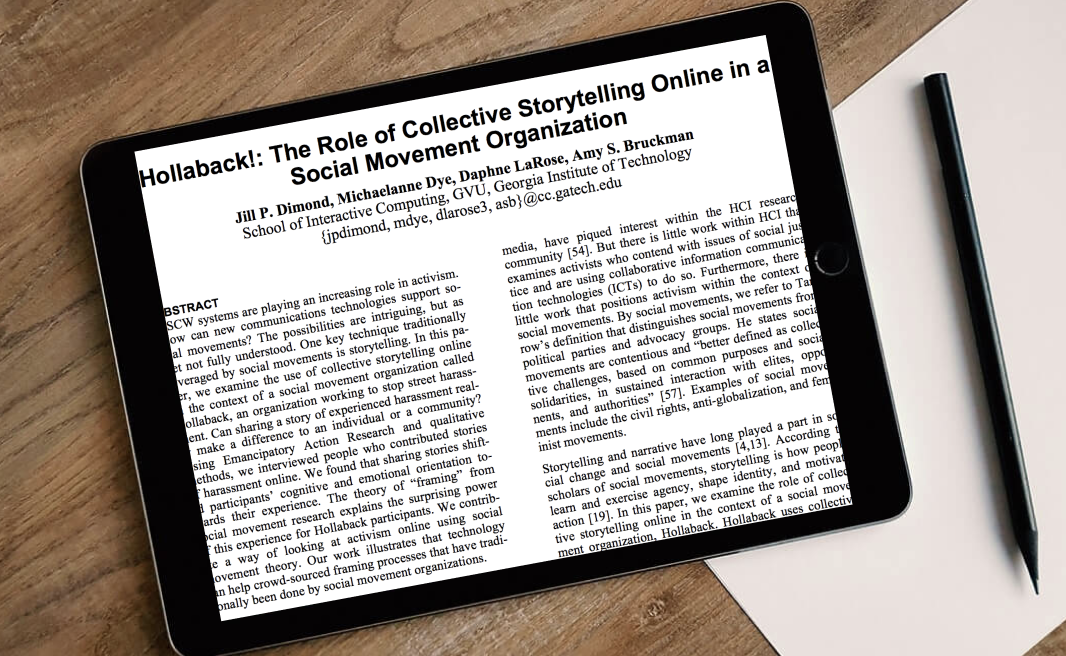 Hollaback!: The Role of Collective Storytelling Online in a
Social Movement Organization
Jill P. Dimond, Michaelanne Dye, Daphne LaRose, Amy S. Bruckman
School of Interactive Computing, GVU, Georgia Institute of Technology
{jpdimond, mdye, dlarose3, asb}@cc.gatech.edu
BSTRACT
SCW systems are playing an increasing role in activism.
ow can new communications technologies support so-
al movements? The possibilities are intriguing, but as
et not fully understood. One key technique traditionally
veraged by social movements is storytelling. In this pa-
er, we examine the use of collective storytelling online
the context of a social movement organization called
ollaback, an organization working to stop street harass-
ent. Can sharing a story of experienced harassment real-
make a difference to an individual or a community?
sing Emancipatory Action Research and qualitative
ethods, we interviewed people who contributed stories
f harassment online. We found that sharing stories shift-
d participants' cognitive and emotional orientation to-
ards their experience. The theory of "framing" from
ocial movement research explains the surprising power
f this experience for Hollaback participants. We contrib-
e a way of looking at activism online using social
ovement theory. Our work illustrates that technology
an help crowd-sourced framing processes that have tradi-
onally been done by social movement organizations.
media, have piqued interest within the HCI researc
community [54]. But there is little work within HCI tha
examines activists who contend with issues of social jus
tice and are using collaborative information communica
tion technologies (ICTs) to do so. Furthermore, there
little work that positions activism within the context o
social movements. By social movements, we refer to Tar
row's definition that distinguishes social movements from
political parties and advocacy groups. He states socia
movements are contentious and "better defined as collec
tive challenges, based on common purposes and socia
solidarities, in sustained interaction with elites, oppo
nents, and authorities" [57]. Examples of social move
ments include the civil rights, anti-globalization, and fem
inist movements.
Storytelling and narrative have long played a part in so
cial change and social movements [4,13]. According t
scholars of social movements, storytelling is how peopl
learn and exercise agency, shape identity, and motivat
action [19]. In this paper, we examine the role of collec
tive storytelling online in the context of a social move
ment organization, Hollaback. Hollaback uses collectiv